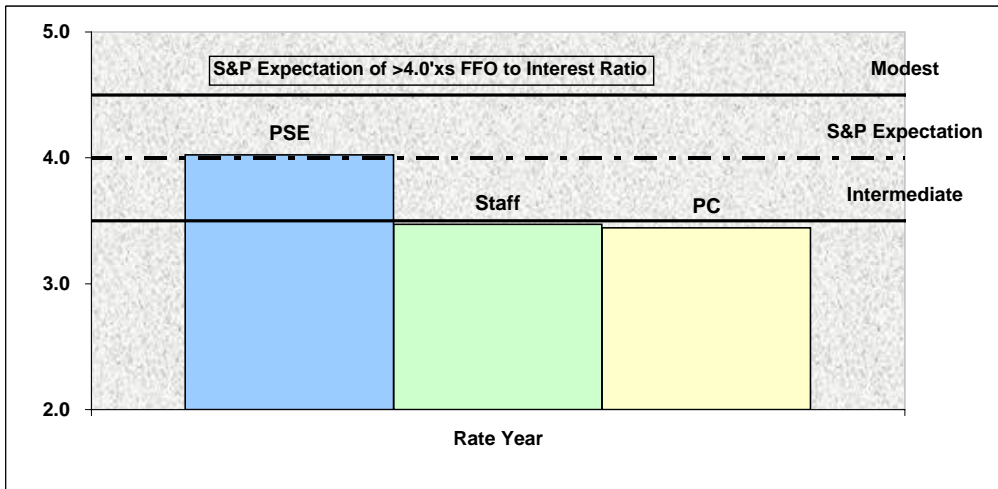 5.0
S&P Expectation of >4.0'xs FFO to Interest Ratio
Modest
PSE
S&P Expectation
4.0
Intermediate
Staff
PC
3.0
2.0
Rate Year